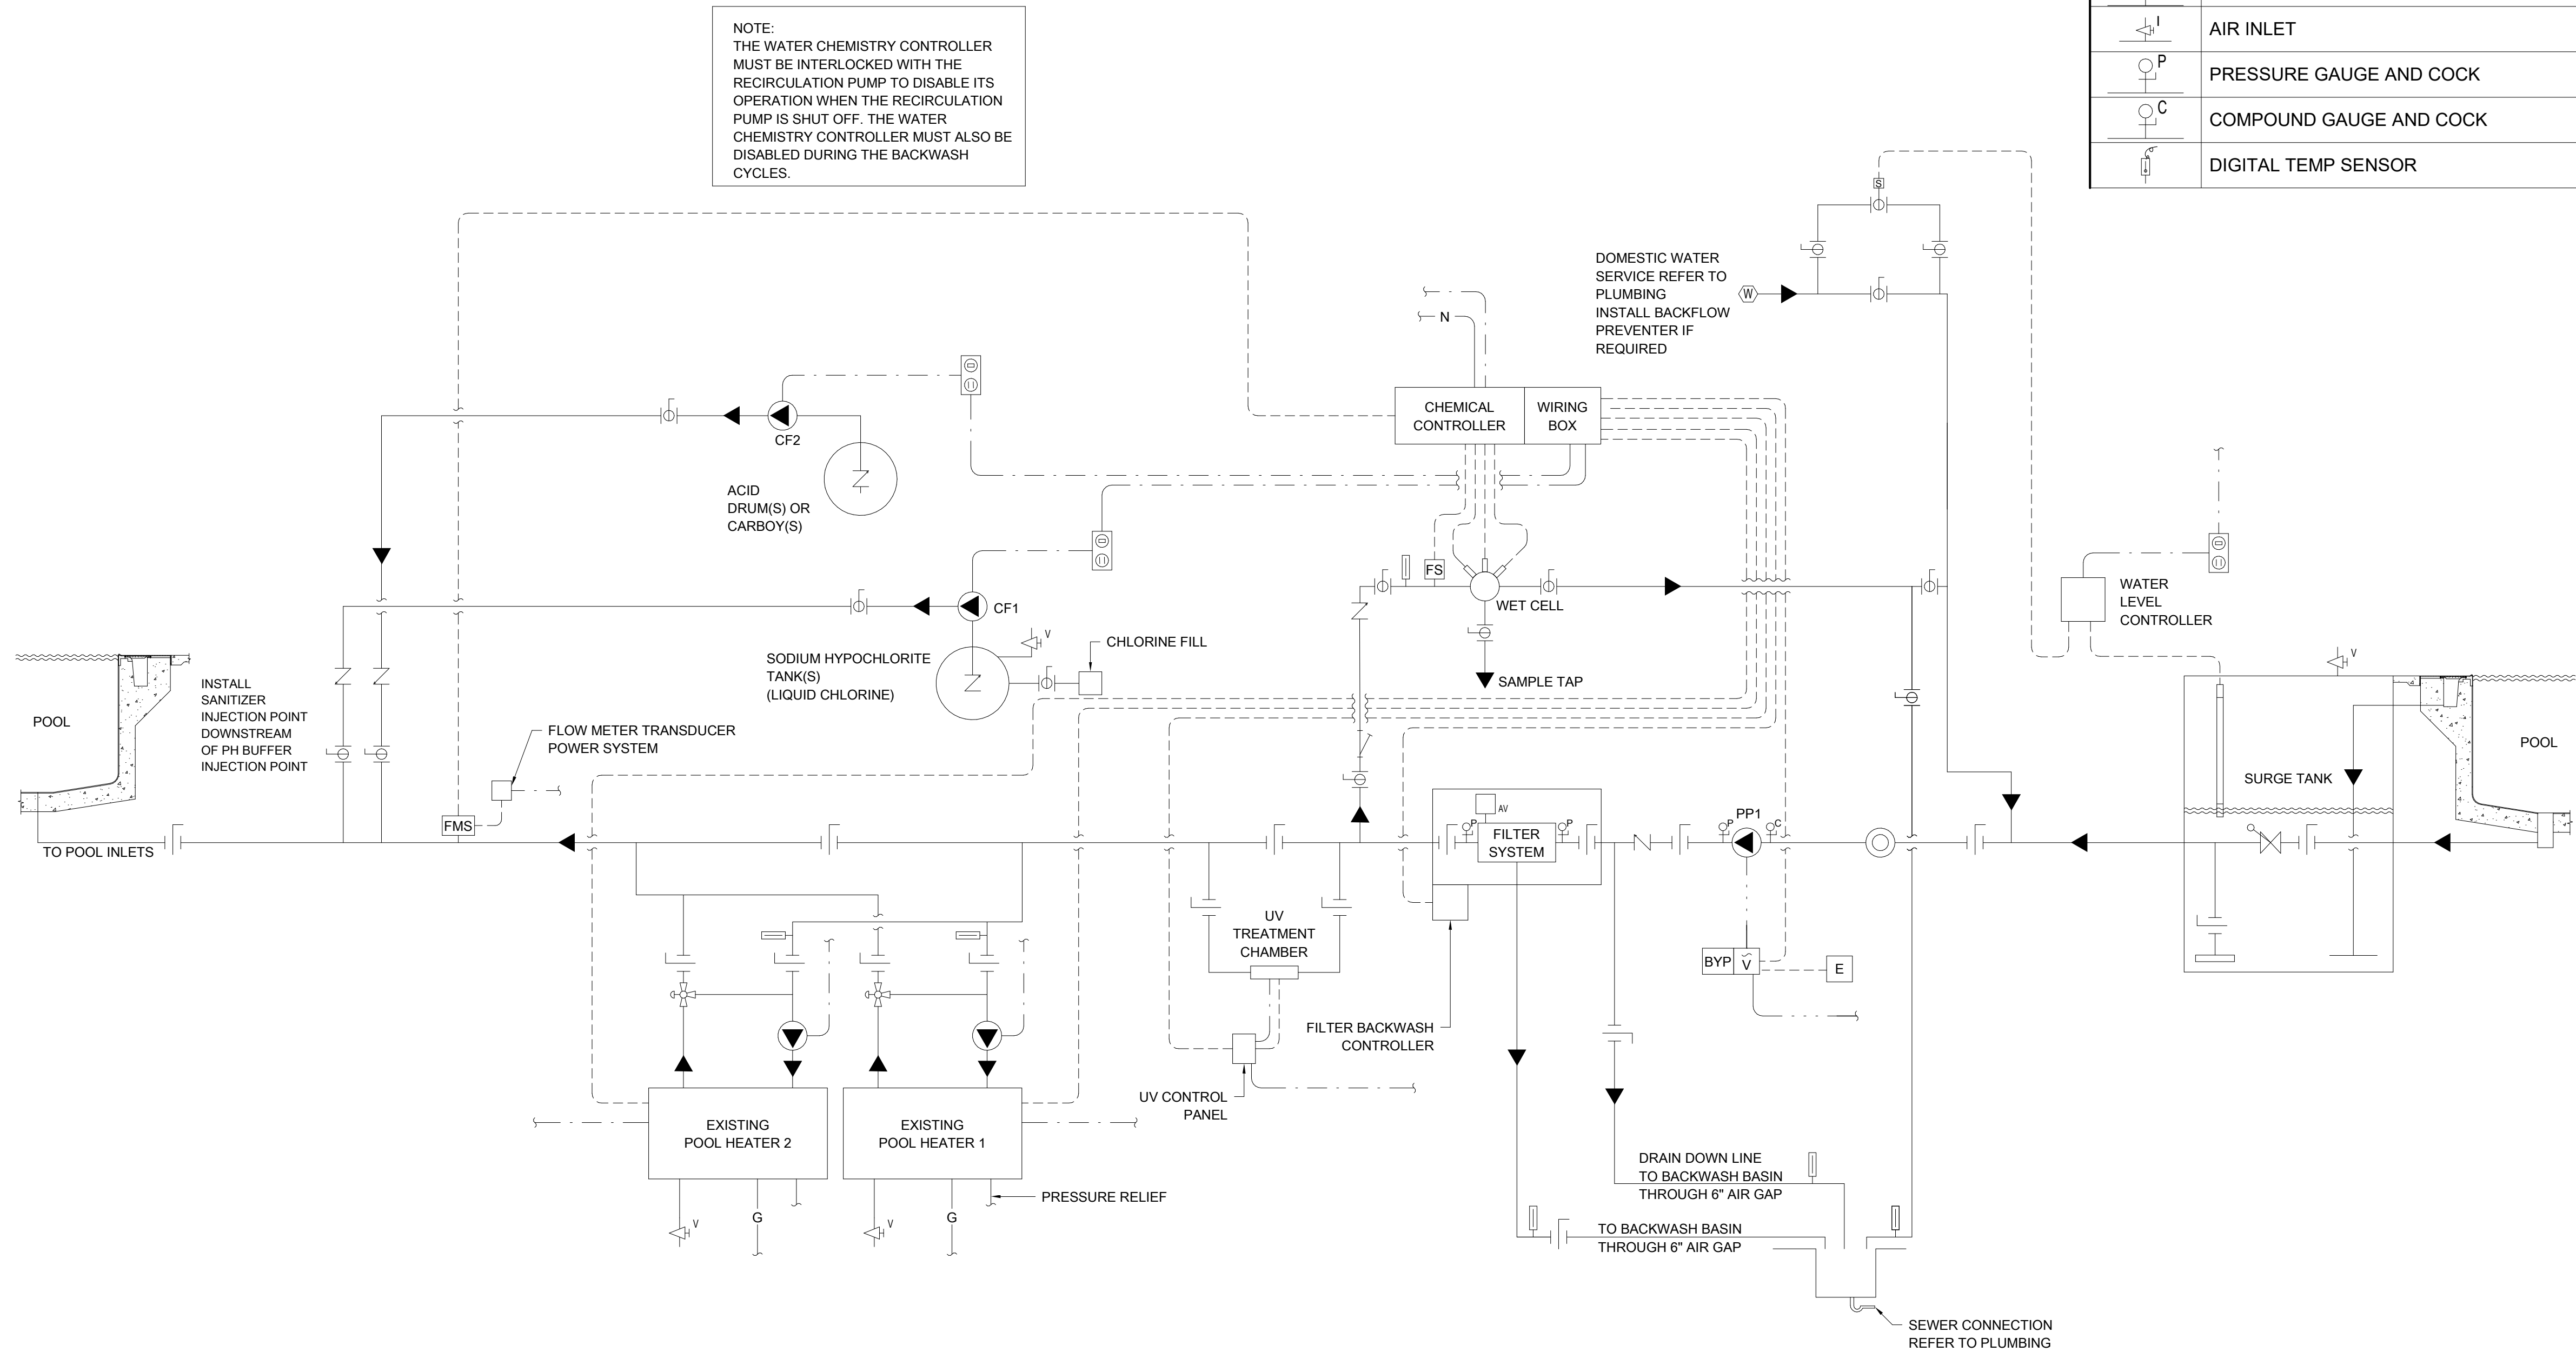 NOTE:
THE WATER CHEMISTRY CONTROLLER
MUST BE INTERLOCKED WITH THE
RECIRCULATION PUMP TO DISABLE ITS
OPERATION WHEN THE RECIRCULATION
PUMP IS SHUT OFF. THE WATER
CHEMISTRY CONTROLLER MUST ALSO BE
DISABLED DURING THE BACKWASH
CYCLES.
I
AIR INLET
P
PRESSURE GAUGE AND COCK
C
COMPOUND GAUGE AND COCK
DIGITAL TEMP SENSOR
S
DOMESTIC WATER
SERVICE REFER TO
PLUMBING
INSTALL BACKFLOW
PREVENTER IF
REQUIRED
W
N
CHEMICAL
CONTROLLER
WIRING
BOX
CF2
ACID
DRUM(S) OR
CARBOY(S)
CF1
SODIUM HYPOCHLORITE
TANK(S)
(LIQUID CHLORINE)
V
CHLORINE FILL
FS
WET CELL
SAMPLE TAP
WATER
LEVEL
CONTROLLER
POOL
INSTALL
SANITIZER
INJECTION POINT
DOWNSTREAM
OF PH BUFFER
INJECTION POINT
FLOW METER TRANSDUCER
POWER SYSTEM
FMS
TO POOL INLETS
V
SURGE TANK
POOL
AV
P
FILTER
SYSTEM
P
P
PP1
C
UV
TREATMENT
CHAMBER
BYP
V
E
FILTER BACKWASH
CONTROLLER
UV CONTROL
PANEL
EXISTING
POOL HEATER 2
EXISTING
POOL HEATER 1
PRESSURE RELIEF
V
G
V
G
DRAIN DOWN LINE
TO BACKWASH BASIN
THROUGH 6" AIR GAP
TO BACKWASH BASIN
THROUGH 6" AIR GAP
SEWER CONNECTION
REFER TO PLUMBING